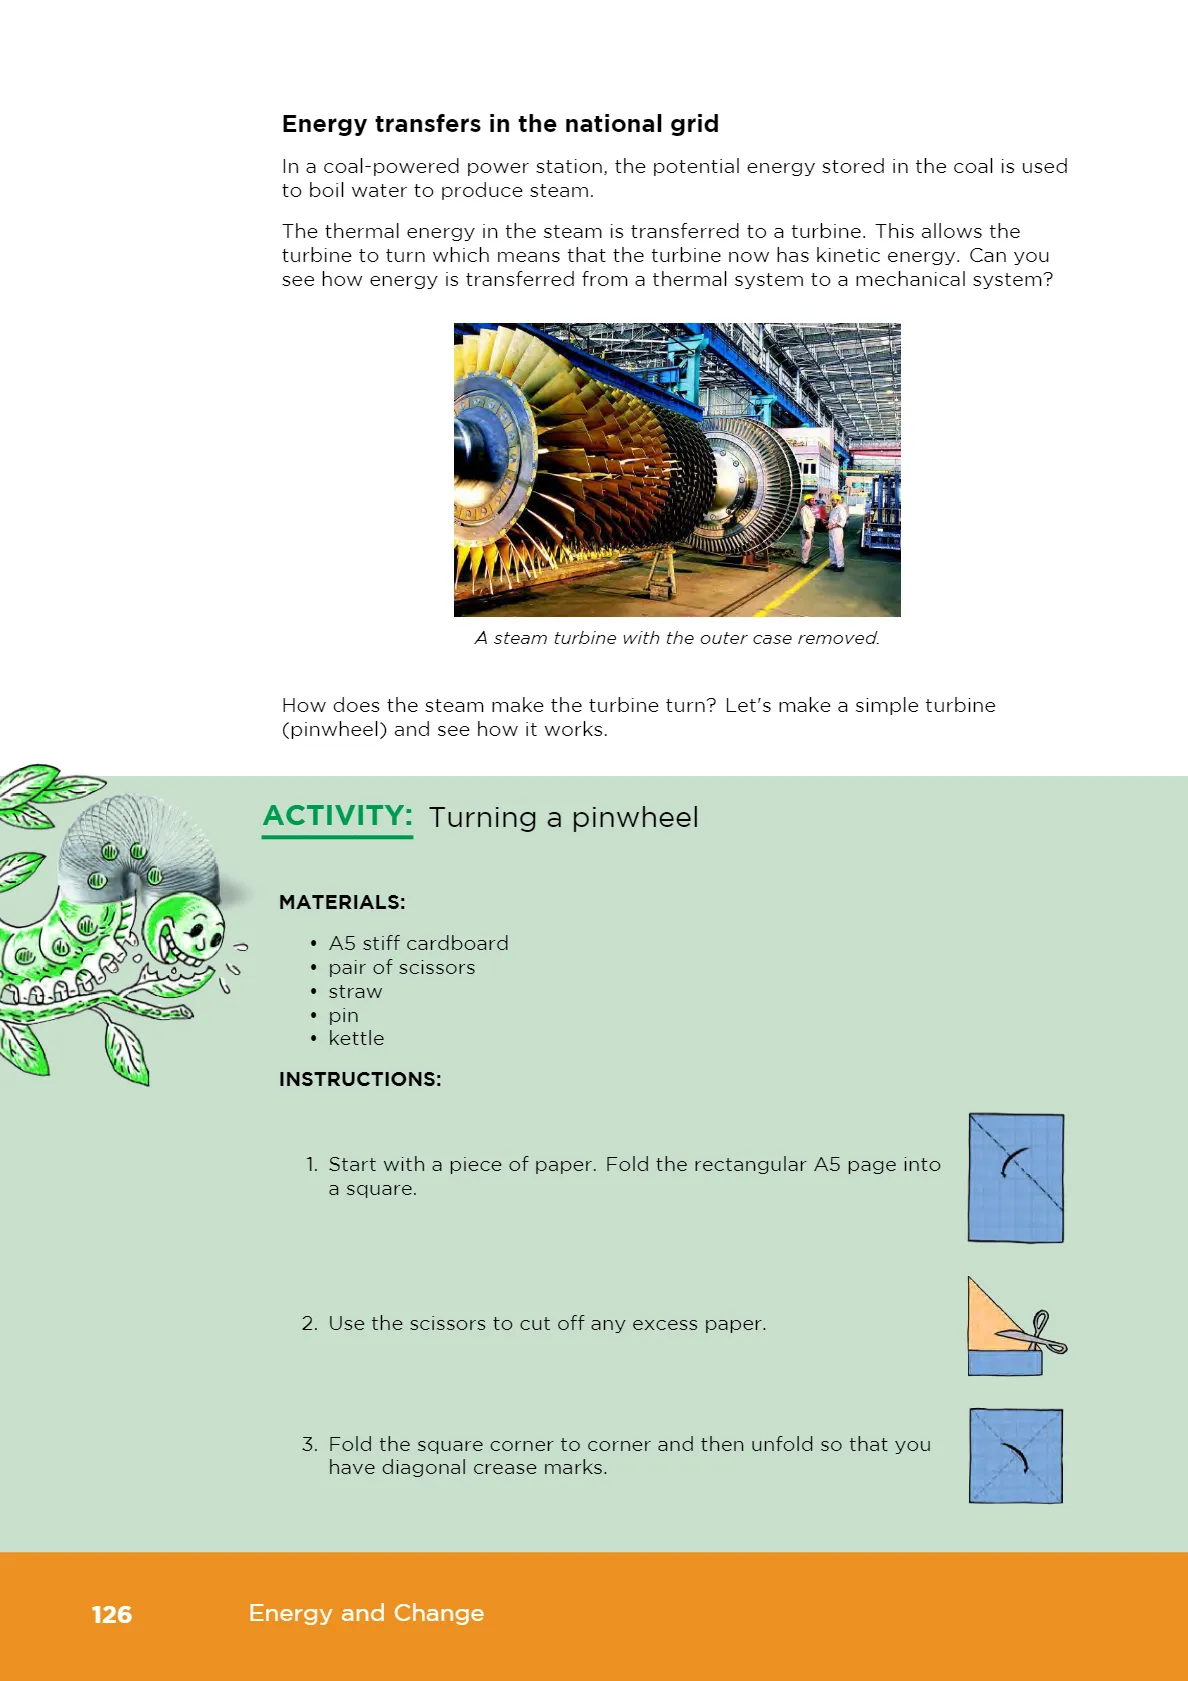 Energy transfers in the national grid
In a coal-powered power station, the potential energy stored in the coal is used
to boil water to produce steam.
The thermal energy in the steam is transferred to a turbine. This allows the
turbine to turn which means that the turbine now has kinetic energy. Can you
see how energy is transferred from a thermal system to a mechanical system?
A steam turbine with the outer case removed.
How does the steam make the turbine turn? Let's make a simple turbine
(pinwheel) and see how it works.
ACTIVITY: Turning a pinwheel
MATERIALS:
• A5 stiff cardboard
• pair of scissors
• straw
• pin
• kettle
INSTRUCTIONS:
1. Start with a piece of paper. Fold the rectangular A5 page into
a square.
2. Use the scissors to cut off any excess paper.
3. Fold the square corner to corner and then unfold so that you
have diagonal crease marks.
126 Energy and Change